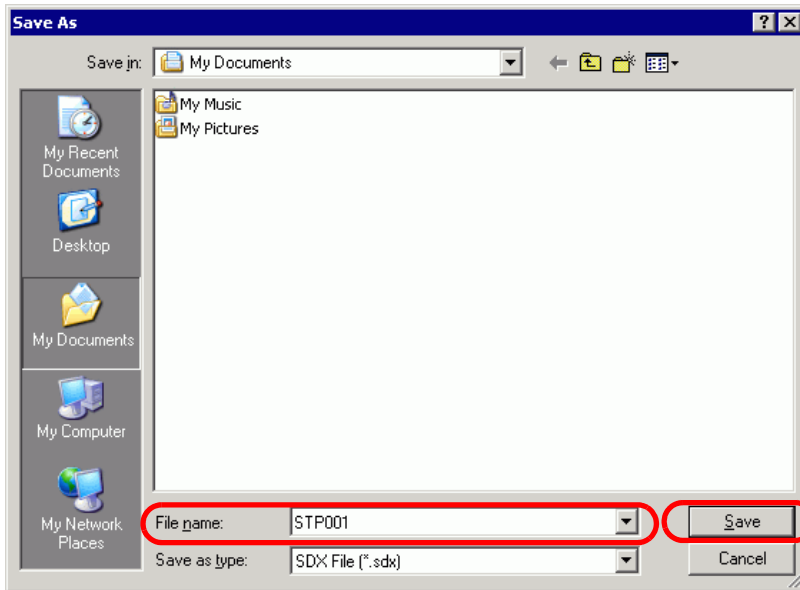 Save As
Save in:
My Documents
My Music
My Pictures
My Recent
Documents
Desktop
My Documents
My Computer
My Network
Places
File name:
STP001
Save
Save as type:
SDX File (*.sdx)
Cancel